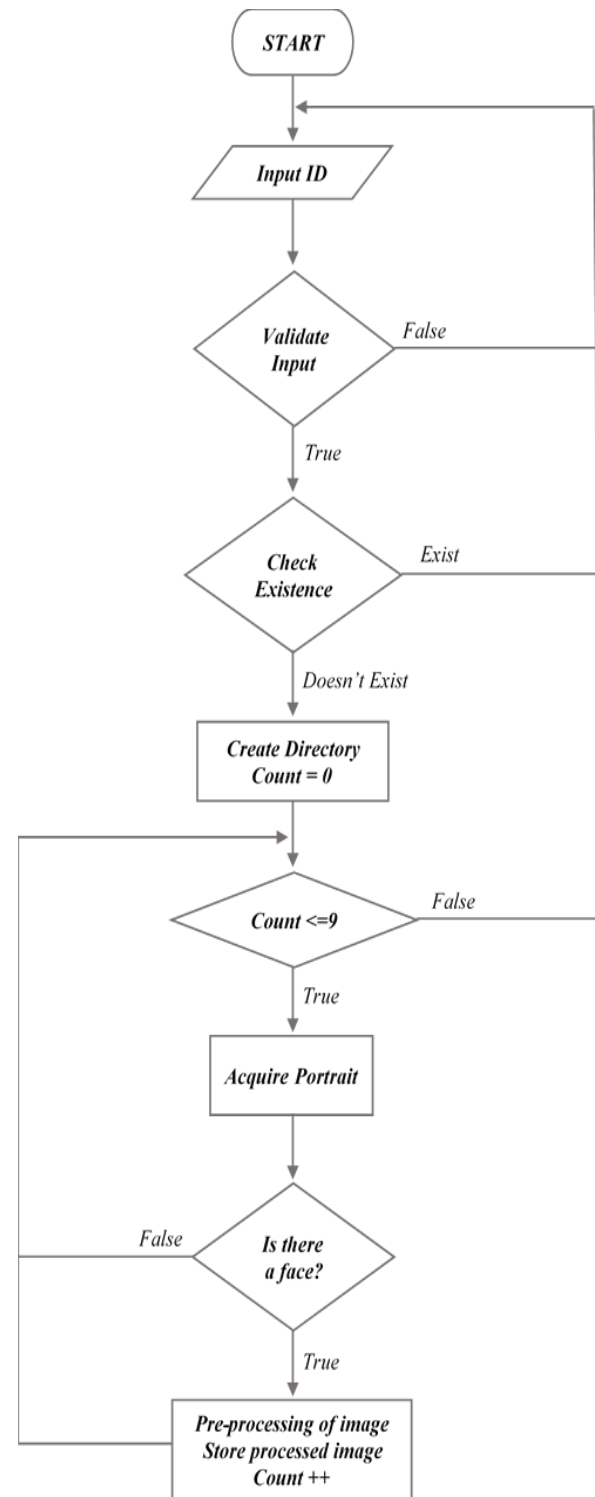 START
Input ID
Validate
Input
False
True
Check
Existence
Exist
Doesn't Exist
Create Directory
Count = 0
Count <=9
False
True
Acquire Portrait
Is there
a face?
False
True
Pre-processing of image
Store processed image
Count ++